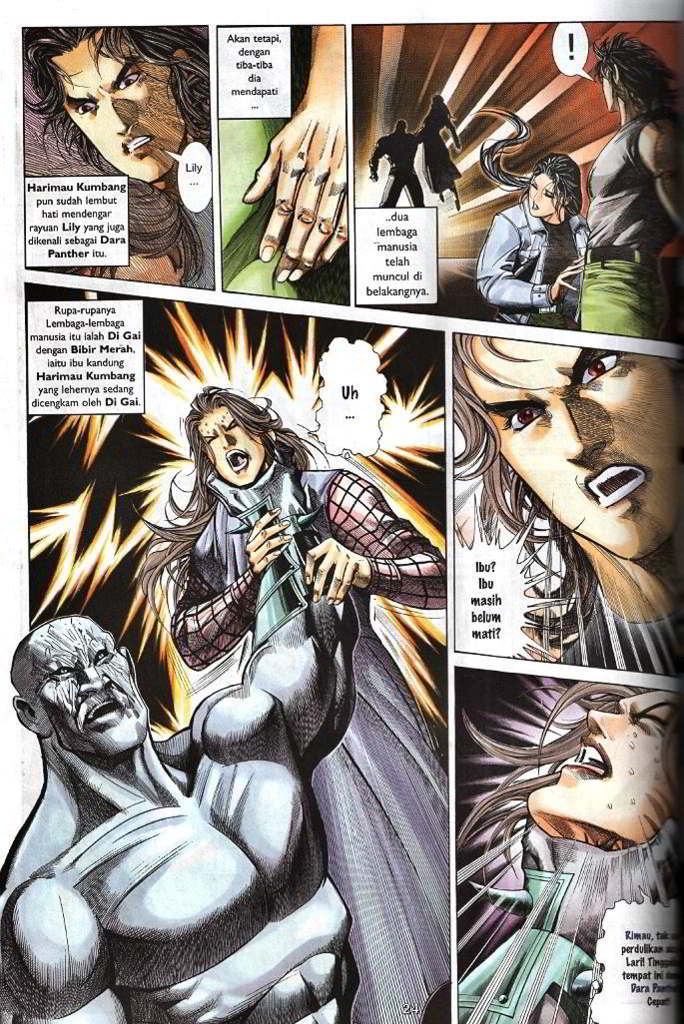 Lily
...
Harimau Kumbang
pun sudah lembut
hati mendengar
rayuan Lily yang juga
dikenali sebagai Dara
Panther itu.
Akan tetapi,
dengan
tiba-tiba
dia
mendapati
...
!
..dua
lembaga
manusia
telah
muncul di
belakangnya.
Rupa-rupanya
Lembaga-lembaga
manusia itu ialah Di Gai
dengan Bibir Merah,
iaitu ibu kandung
Harimau Kumbang
yang lehernya sedang
dicengkam oleh Di Gai.
Uh
...
Ibu?
Ibu
masih
belum
mati?
Rimau,
perdulikan
Lari!
tempat ini
Dara
Cepat!
24